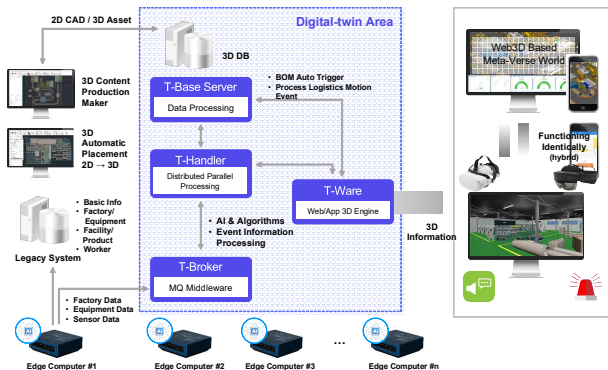 2D CAD / 3D Asset
Digital-twin Area
3D DB
3D Content
Production
Maker
3D
Automatic
Placement
2D → 3D
T-Base Server
Data Processing
• BOM Auto Trigger
• Process Logistics Motion
Event
T-Handler
Distributed Parallel
Processing
T-Ware
Web/App 3D Engine
• AI & Algorithms
• Event Information
Processing
T-Broker
MQ Middleware
• Basic Info
• Factory/
Equipment
• Facility/
Product
• Worker
Legacy System
• Factory Data
• Equipment Data
• Sensor Data
3D
Information
Web3D Based
Meta-Verse World
Functioning
Identically
(hybrid)
AI
AI
AI
AI
...
Edge Computer #1
Edge Computer #2
Edge Computer #3
Edge Computer #n